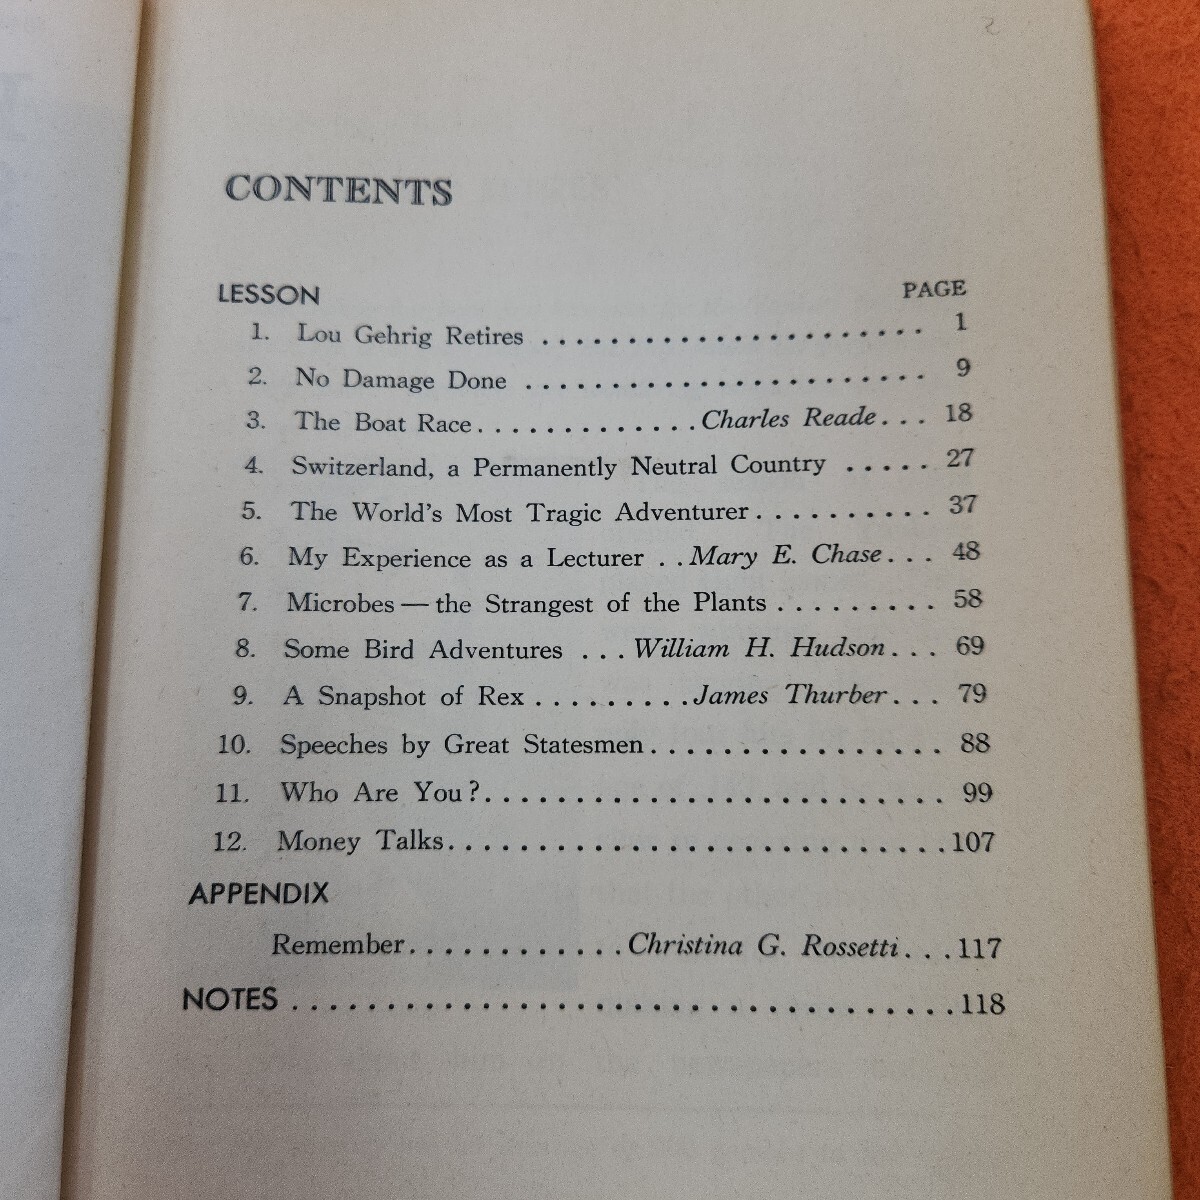 CONTENTS
LESSON PAGE
1. Lou Gehrig Retires ...................... 1
2. No Damage Done ........................ 9
3. The Boat Race.............Charles Reade... 18
4. Switzerland, a Permanently Neutral Country ..... 27
5. The World's Most Tragic Adventurer........... 37
6. My Experience as a Lecturer ..Mary E. Chase... 48
7. Microbes — the Strangest of the Plants......... 58
8. Some Bird Adventures ...William H. Hudson... 69
9. A Snapshot of Rex.........James Thurber... 79
10. Speeches by Great Statesmen................ 88
11. Who Are You?.......................... 99
12. Money Talks............................107
APPENDIX
Remember............Christina G. Rossetti...117
NOTES ...................................118